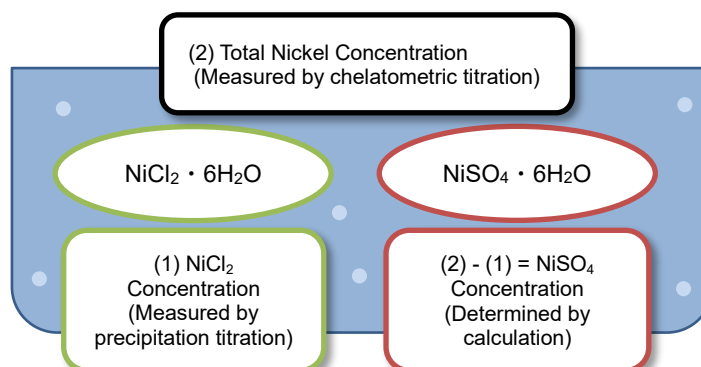 (2) Total Nickel Concentration
(Measured by chelatometric titration)
NiCl₂・6H₂O
NiSO₄・6H₂O
(1) NiCl₂
Concentration
(Measured by
precipitation titration)
(2) - (1) = NiSO₄
Concentration
(Determined by
calculation)